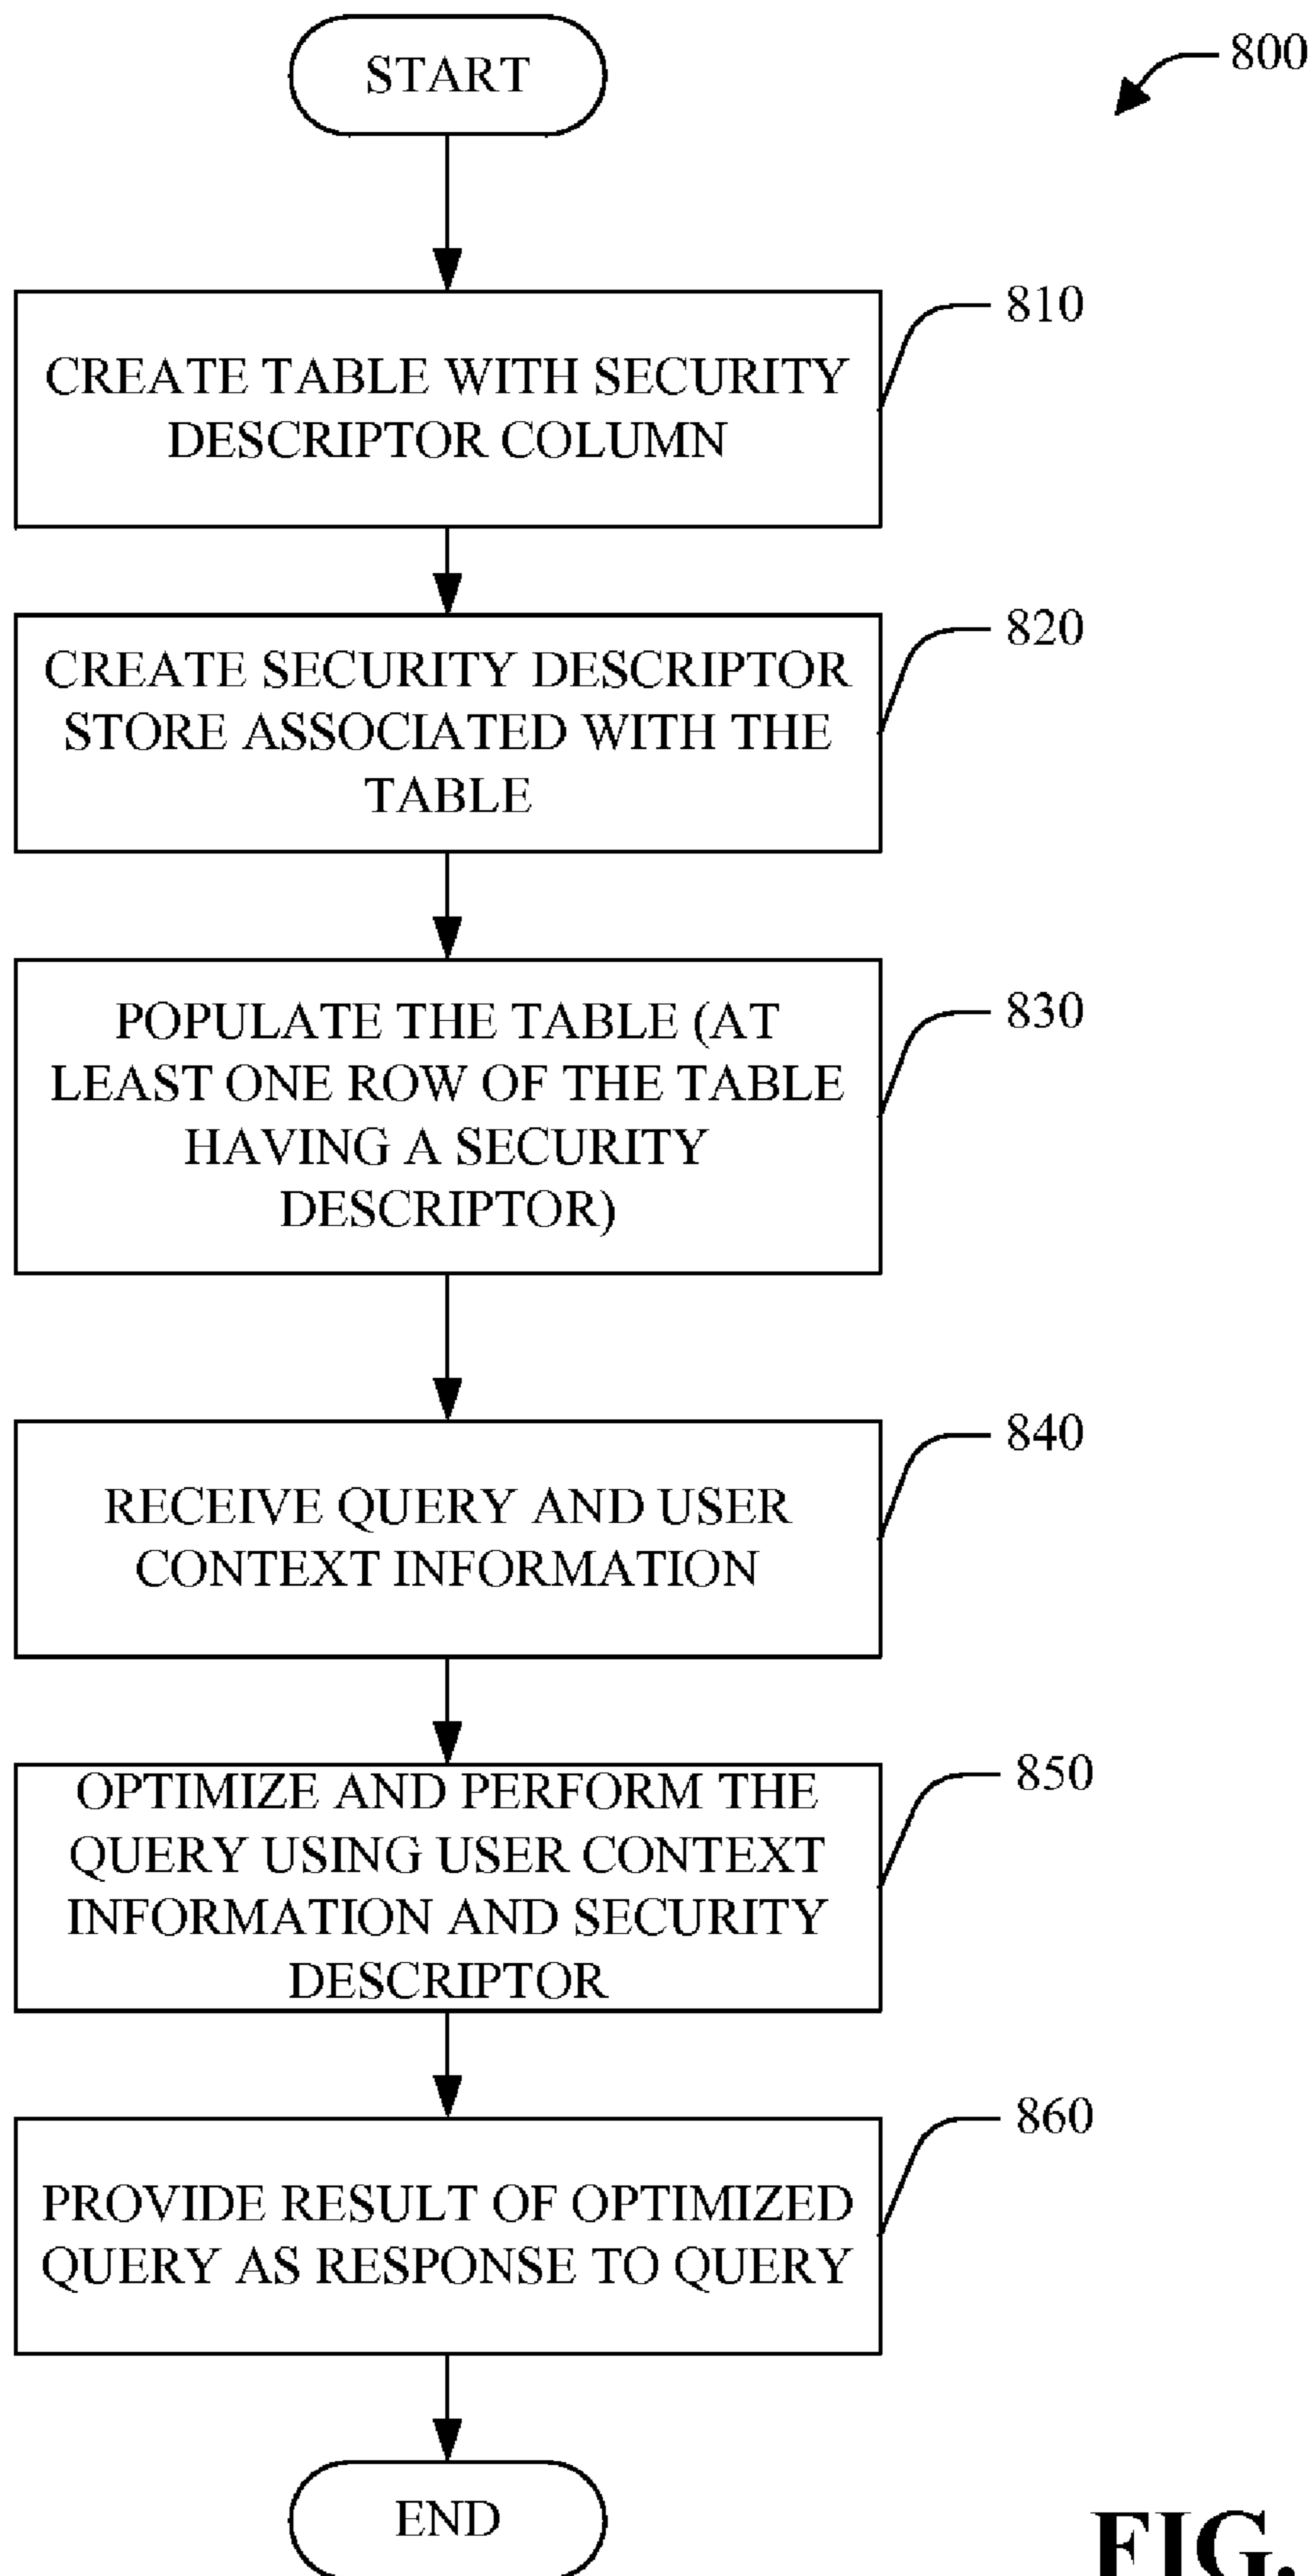 START
800
810
CREATE TABLE WITH SECURITY
DESCRIPTOR COLUMN
820
CREATE SECURITY DESCRIPTOR
STORE ASSOCIATED WITH THE
TABLE
830
POPULATE THE TABLE (AT
LEAST ONE ROW OF THE TABLE
HAVING A SECURITY
DESCRIPTOR)
840
RECEIVE QUERY AND USER
CONTEXT INFORMATION
850
OPTIMIZE AND PERFORM THE
QUERY USING USER CONTEXT
INFORMATION AND SECURITY
DESCRIPTOR
860
PROVIDE RESULT OF OPTIMIZED
QUERY AS RESPONSE TO QUERY
END
FIG.